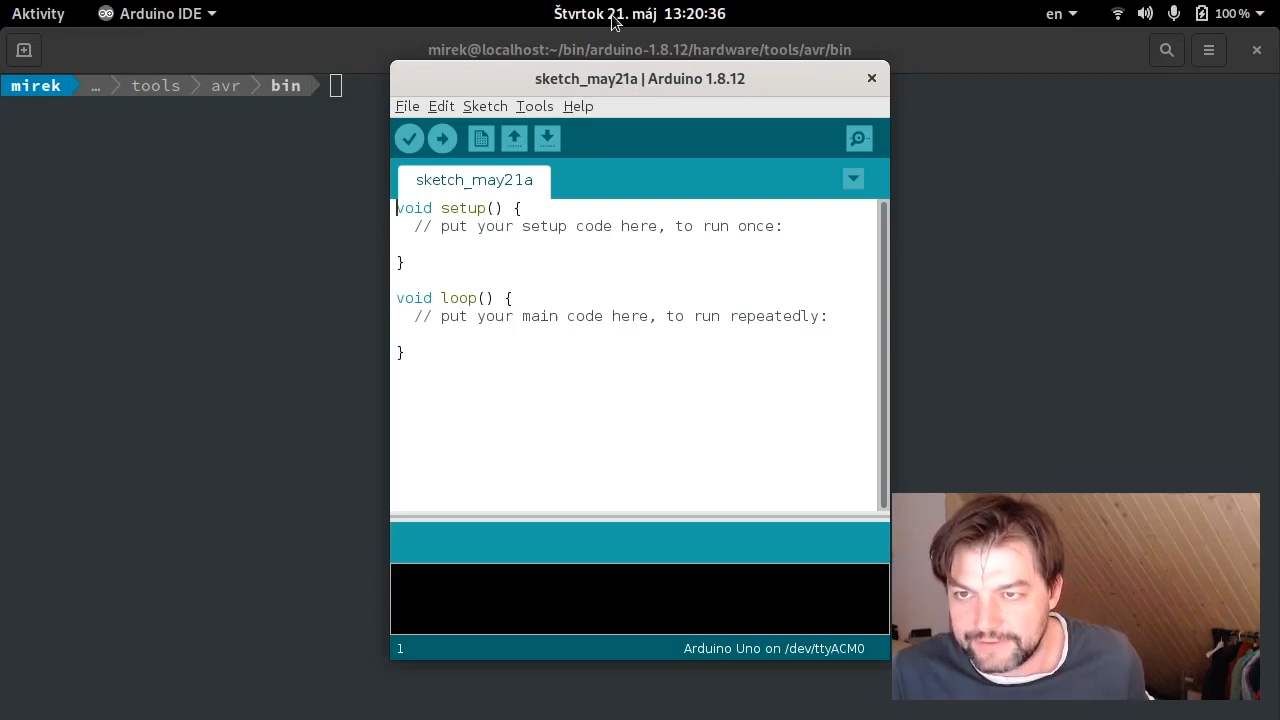 Aktivity Arduino IDE Štvrtok 21. máj 13:20:36 en 100 %
mirek@localhost:~/bin/arduino-1.8.12/hardware/tools/avr/bin
mirek … tools avr bin
sketch_may21a | Arduino 1.8.12
File Edit Sketch Tools Help
sketch_may21a
void setup() {
// put your setup code here, to run once:
}
void loop() {
// put your main code here, to run repeatedly:
}
1 Arduino Uno on /dev/ttyACM0